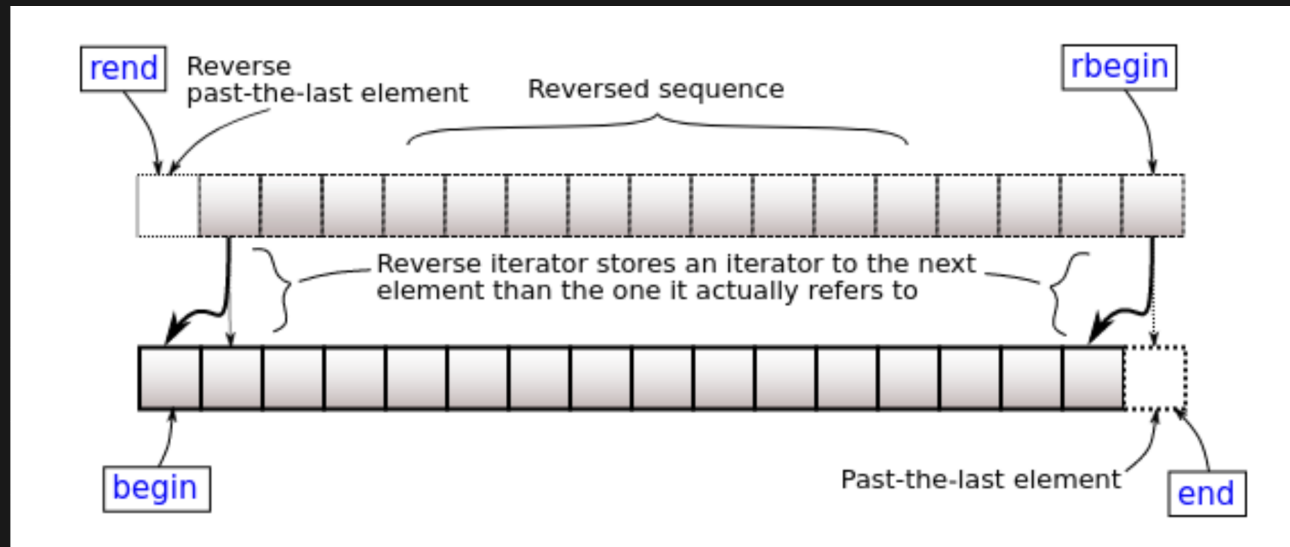 rend
Reverse
past-the-last element
Reversed sequence
rbegin
Reverse iterator stores an iterator to the next
element than the one it actually refers to
begin
Past-the-last element
end